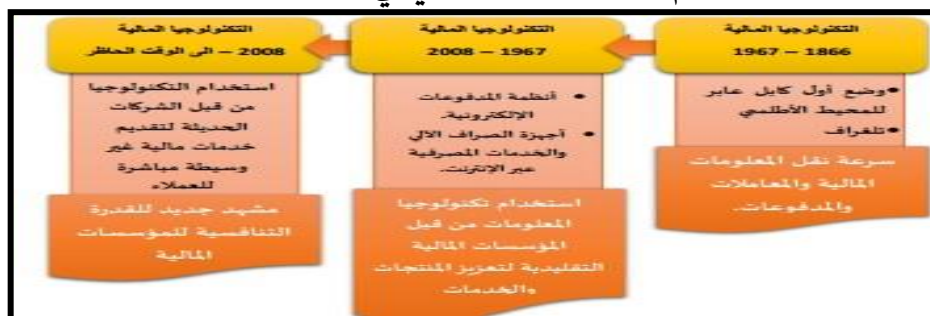 التكنولوجيا المالية
1866 – 1967
وضع أول كابل عابر
للمحيط الأطلسي
تلغراف
سرعة نقل المعلومات
المالية والمعاملات
والمدفوعات.
التكنولوجيا المالية
1967 – 2008
أنظمة المدفوعات
الإلكترونية.
أجهزة الصراف الآلي
والخدمات المصرفية
عبر الإنترنت.
استخدام تكنولوجيا
المعلومات من قبل
المؤسسات المالية
التقليدية لتعزيز المنتجات
والخدمات
التكنولوجيا المالية
2008 – الى الوقت الحاظر
استخدام التكنولوجيا
من قبل الشركات
الحديثة لتقديم
خدمات مالية غير
وسيطة مباشرة
للعملاء
مشهد جديد للقدرة
التنافسية للمؤسسات
المالية